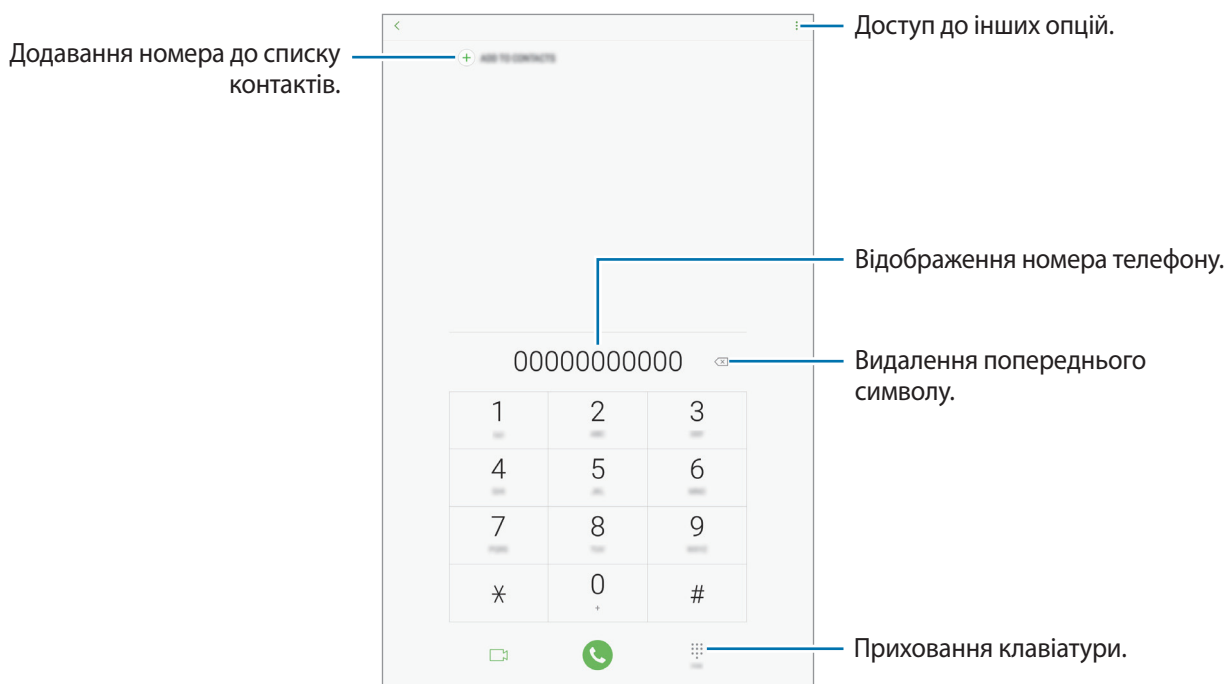 Доступ до інших опцій.
Додавання номера до списку
контактів.
ADD TO CONTACTS
Відображення номера телефону.
00000000000
Видалення попереднього
символу.
1 2 3
4 5 6
7 8 9
* 0 #
+
Приховання клавіатури.